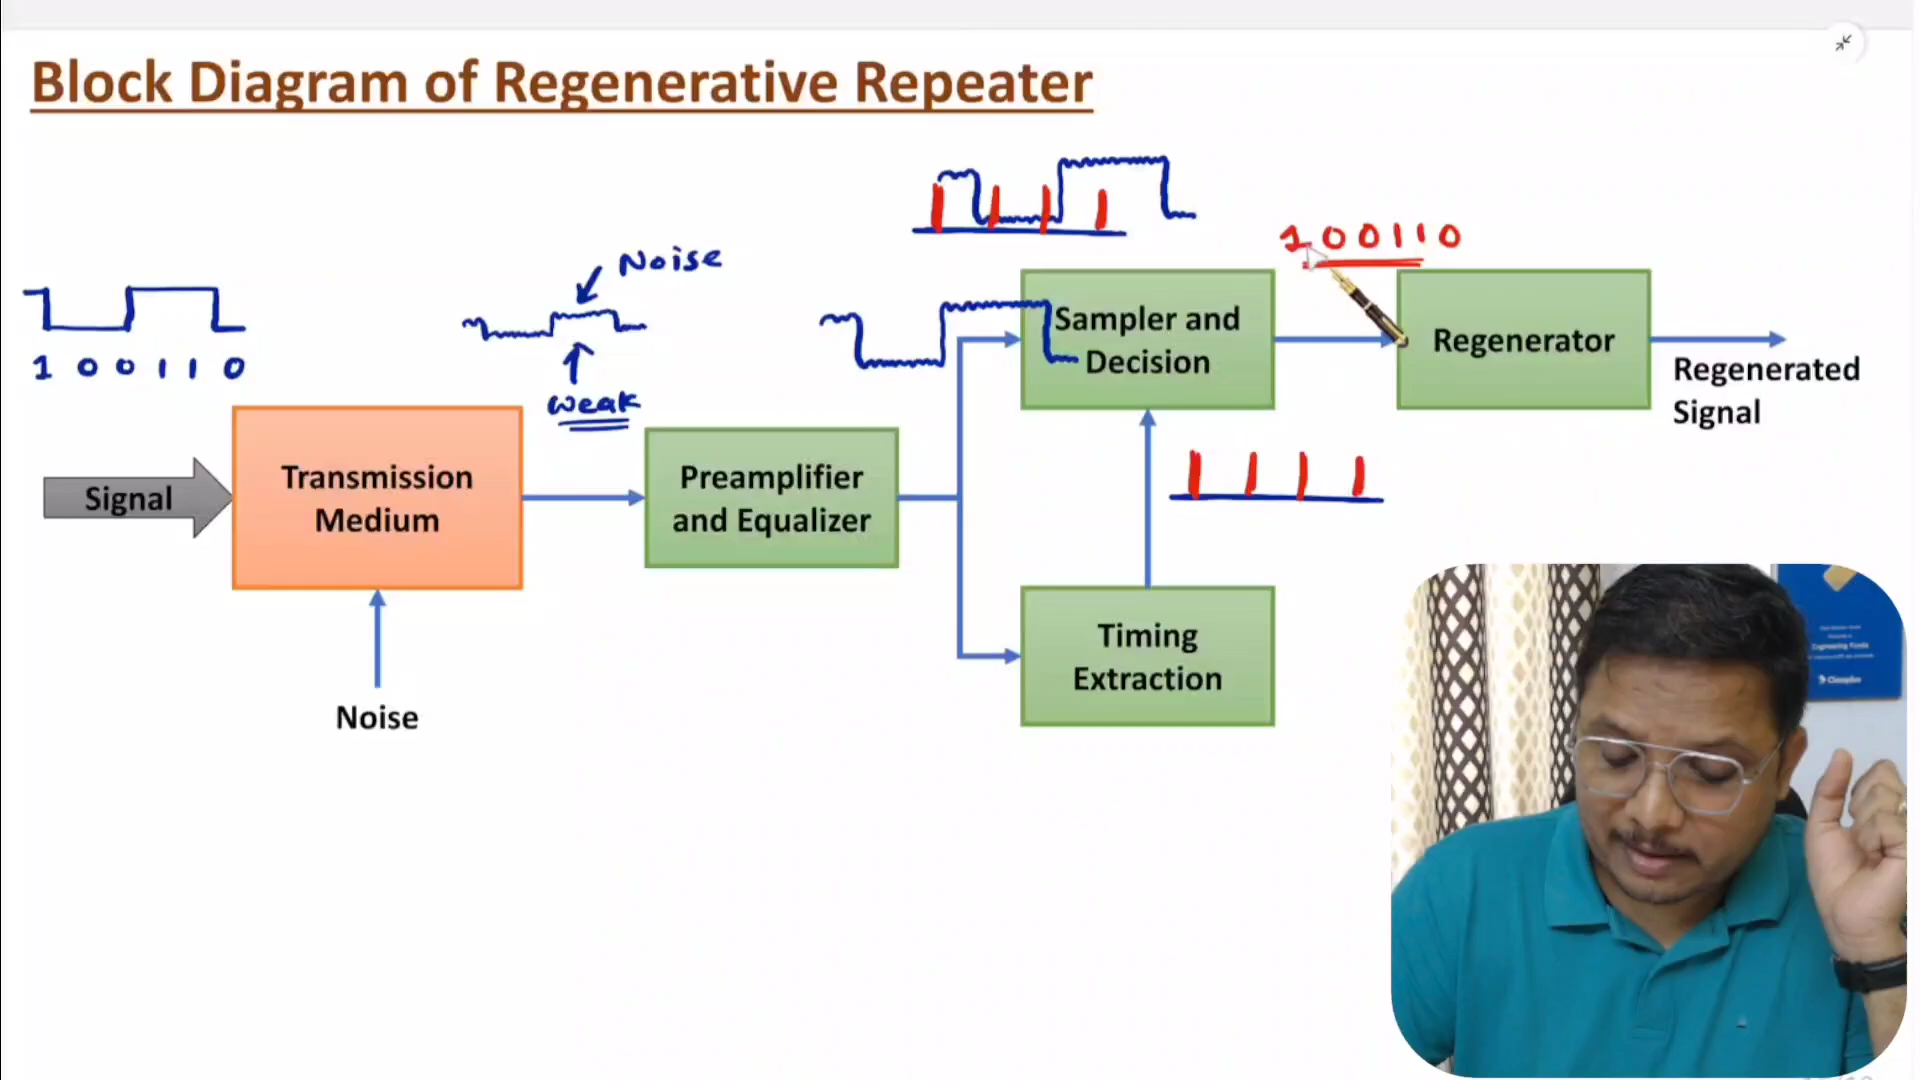 Block Diagram of Regenerative Repeater
Noise
1 0 0 1 1 0
1 0 0 1 1 0
weak
Sampler and
Decision
Regenerator
Regenerated
Signal
Signal
Transmission
Medium
Preamplifier
and Equalizer
Timing
Extraction
Noise